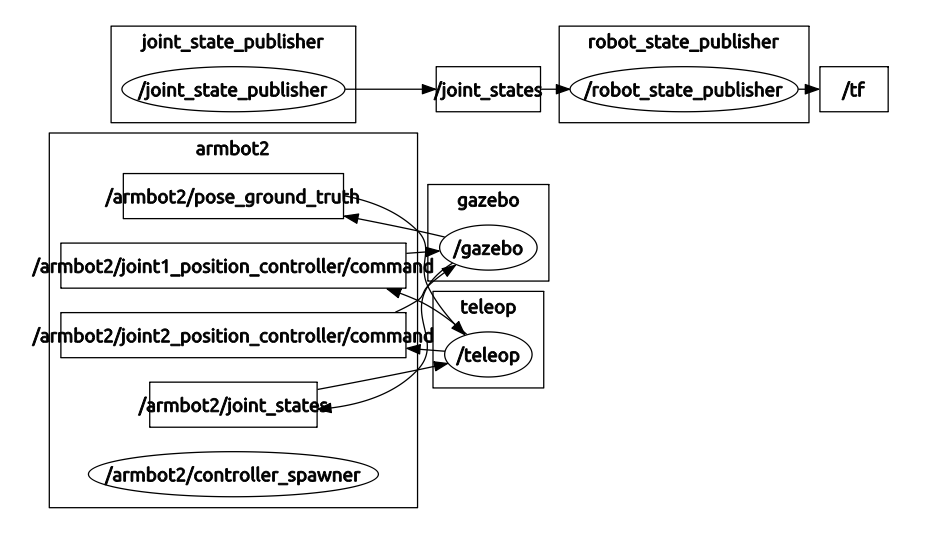 joint_state_publisher
/joint_state_publisher
/joint_states
robot_state_publisher
/robot_state_publisher
/tf
armbot2
/armbot2/pose_ground_truth
/armbot2/joint1_position_controller/command
/armbot2/joint2_position_controller/command
/armbot2/joint_states
/armbot2/controller_spawner
gazebo
/gazebo
teleop
/teleop